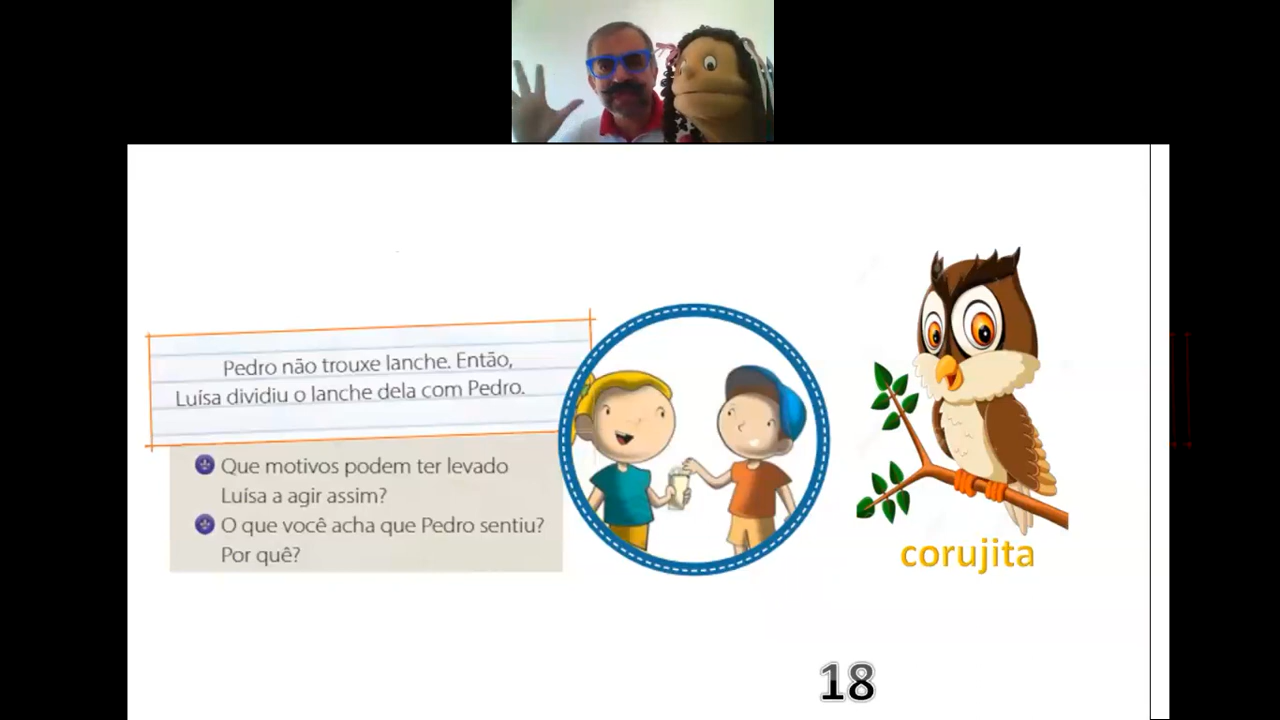 Pedro não trouxe lanche. Então,
Luísa dividiu o lanche dela com Pedro.
Que motivos podem ter levado
Luísa a agir assim?
O que você acha que Pedro sentiu?
Por quê?
corujita
18